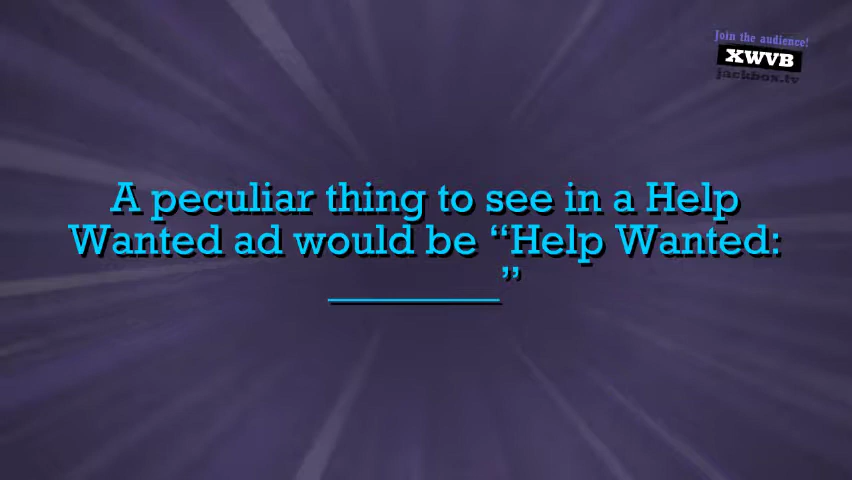 Join the audience!
XWVB
jackbox.tv
A peculiar thing to see in a Help
Wanted ad would be “Help Wanted:
________”